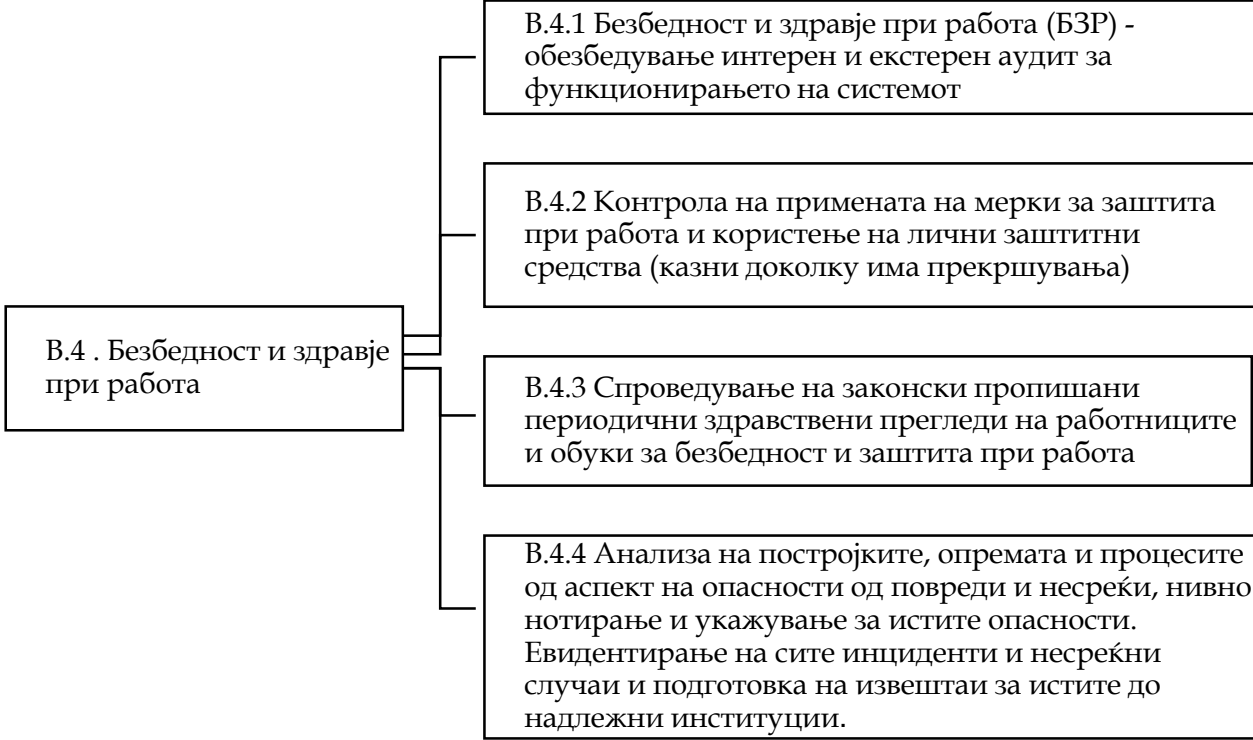 В.4.1 Безбедност и здравје при работа (БЗР) -
обезбедување интерен и екстерен аудит за
функционирањето на системот
В.4.2 Контрола на примената на мерки за заштита
при работа и користење на лични заштитни
средства (казни доколку има прекршувања)
В.4 . Безбедност и здравје
при работа
В.4.3 Спроведување на законски пропишани
периодични здравствени прегледи на работниците
и обуки за безбедност и заштита при работа
В.4.4 Анализа на постројките, опремата и процесите
од аспект на опасности од повреди и несреќи, нивно
нотирање и укажување за истите опасности.
Евидентирање на сите инциденти и несреќни
случаи и подготовка на извештаи за истите до
надлежни институции.